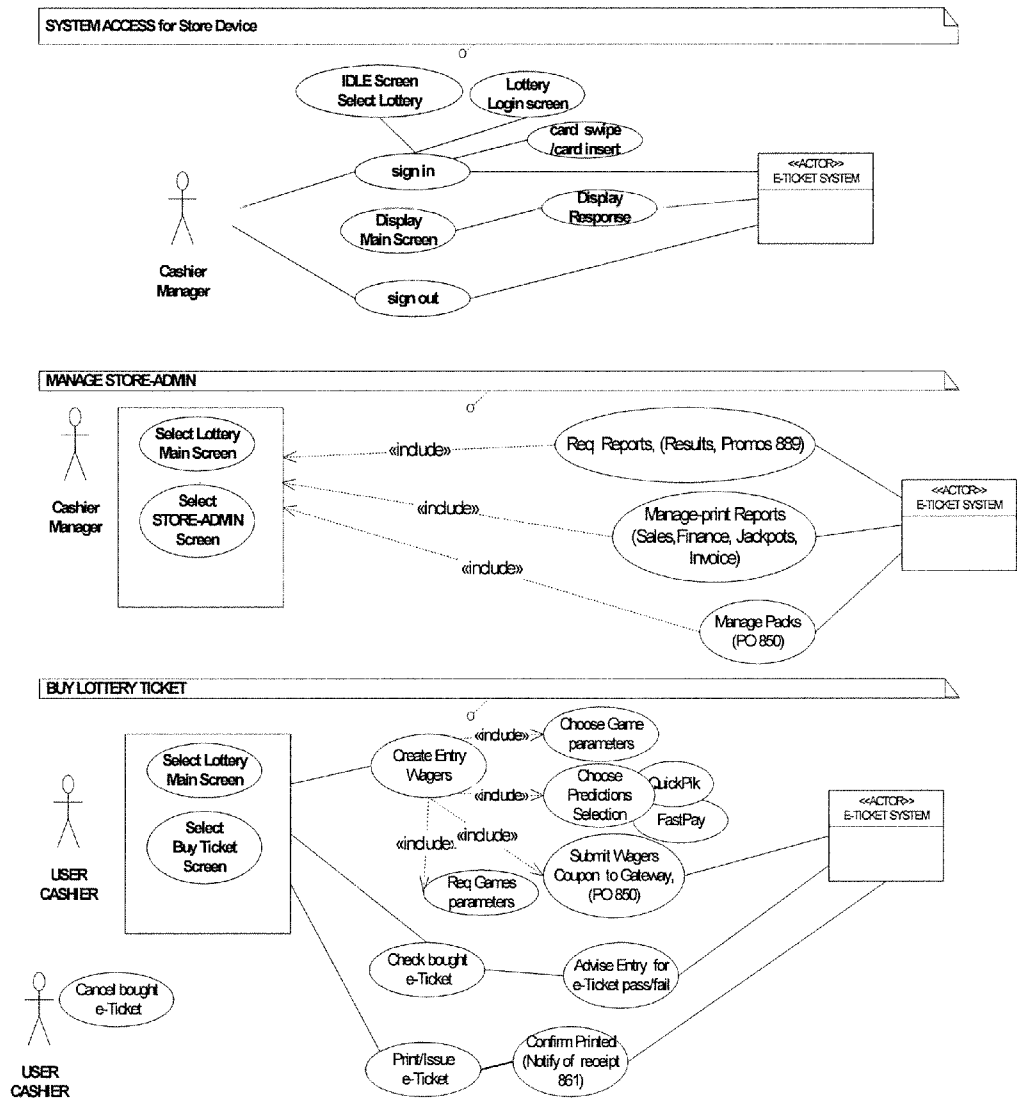 SYSTEM ACCESS for Store Device
IDLE Screen
Select Lottery
Lottery
Login screen
card swipe
/card insert
sign in
<<ACTOR>>
E-TICKET SYSTEM
Display
Response
Display
Main Screen
Cashier
Manager
sign out
MANAGE STORE-ADMIN
Select Lottery
Main Screen
«include»
Req Reports, (Results, Promos 889)
Cashier
Manager
Select
STORE-ADMIN
Screen
«include»
Manage-print Reports
(Sales,Finance, Jackpots,
Invoice)
<<ACTOR>>
E-TICKET SYSTEM
«include»
Manage Packs
(PO 850)
BUY LOTTERY TICKET
Select Lottery
Main Screen
Create Entry
Wagers
«include»
Choose Game
parameters
«include»
Choose
Predictions
Selection
QuickPik
FastPay
<<ACTOR>>
E-TICKET SYSTEM
Select
Buy Ticket
Screen
USER
CASHIER
«include»
«include»
Req Games
parameters
Submit Wagers
Coupon to Gateway,
(PO 850)
Check bought
e-Ticket
Advise Entry for
e-Ticket pass/fail
Cancel bought
e-Ticket
USER
CASHIER
Print/Issue
e-Ticket
Confirm Printed
(Notify of receipt
861)